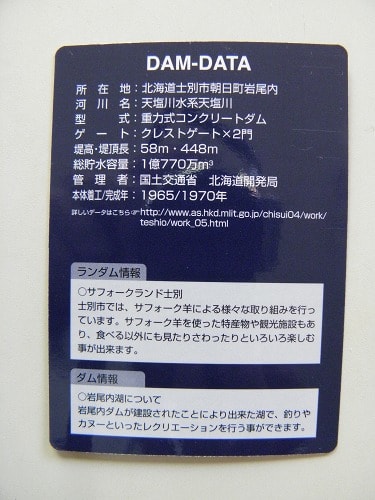 DAM-DATA
所在地:北海道士別市朝日町岩尾内
河川名:天塩川水系天塩川
型式:重力式コンクリートダム
ゲート:クレストゲート×2門
堤高・堤頂長:58m・448m
総貯水容量:1億770万m³
管理者:国土交通省 北海道開発局
本体着工/完成年:1965/1970年
詳しいデータはこちら☞http://www.as.hkd.mlit.go.jp/chisui04/work/
teshio/work_05.html
ランダム情報
○サフォークランド士別
士別市では、サフォーク羊による様々な取り組みを行っ
ています。サフォーク羊を使った特産物や観光施設もあ
り、食べる以外にも見たりさわったりといろいろ楽しむ
事が出来ます。
ダム情報
○岩尾内湖について
岩尾内ダムが建設されたことにより出来た湖で、釣りや
カヌーといったレクリエーションを行う事ができます。